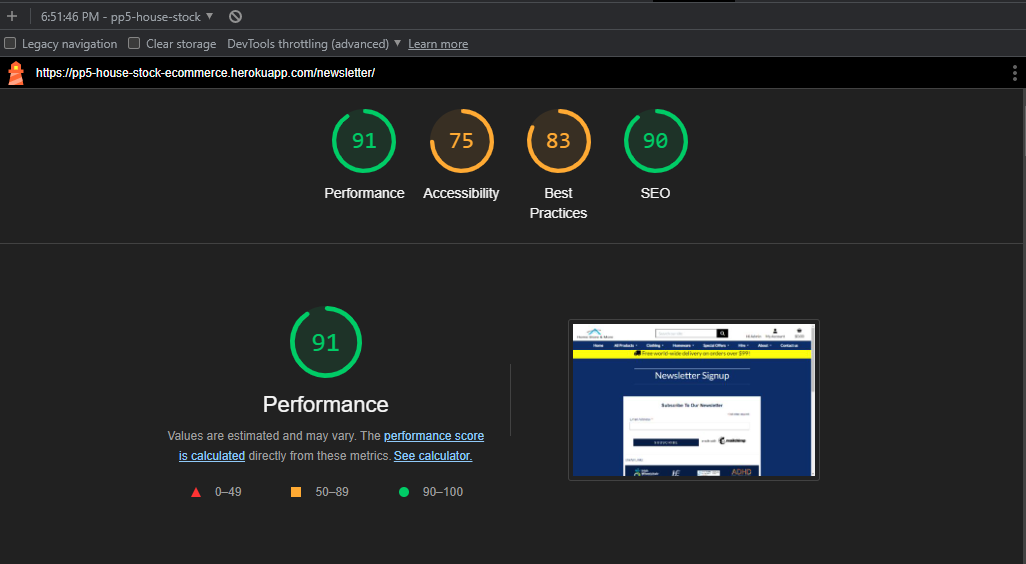 6:51:46 PM - pp5-house-stock
Legacy navigation Clear storage DevTools throttling (advanced) Learn more
https://pp5-house-stock-ecommerce.herokuapp.com/newsletter/
91 75 83 90
Performance Accessibility Best Practices SEO
91
Performance
Values are estimated and may vary. The performance score
is calculated directly from these metrics. See calculator.
0–49 50–89 90–100
Home All Products Clothing Homeware Special Offers Hire About Contact us
Free world-wide delivery on orders over $99!
Newsletter Signup
Subscribe To Our Newsletter
SUBSCRIBE
mailchimp
ADHD